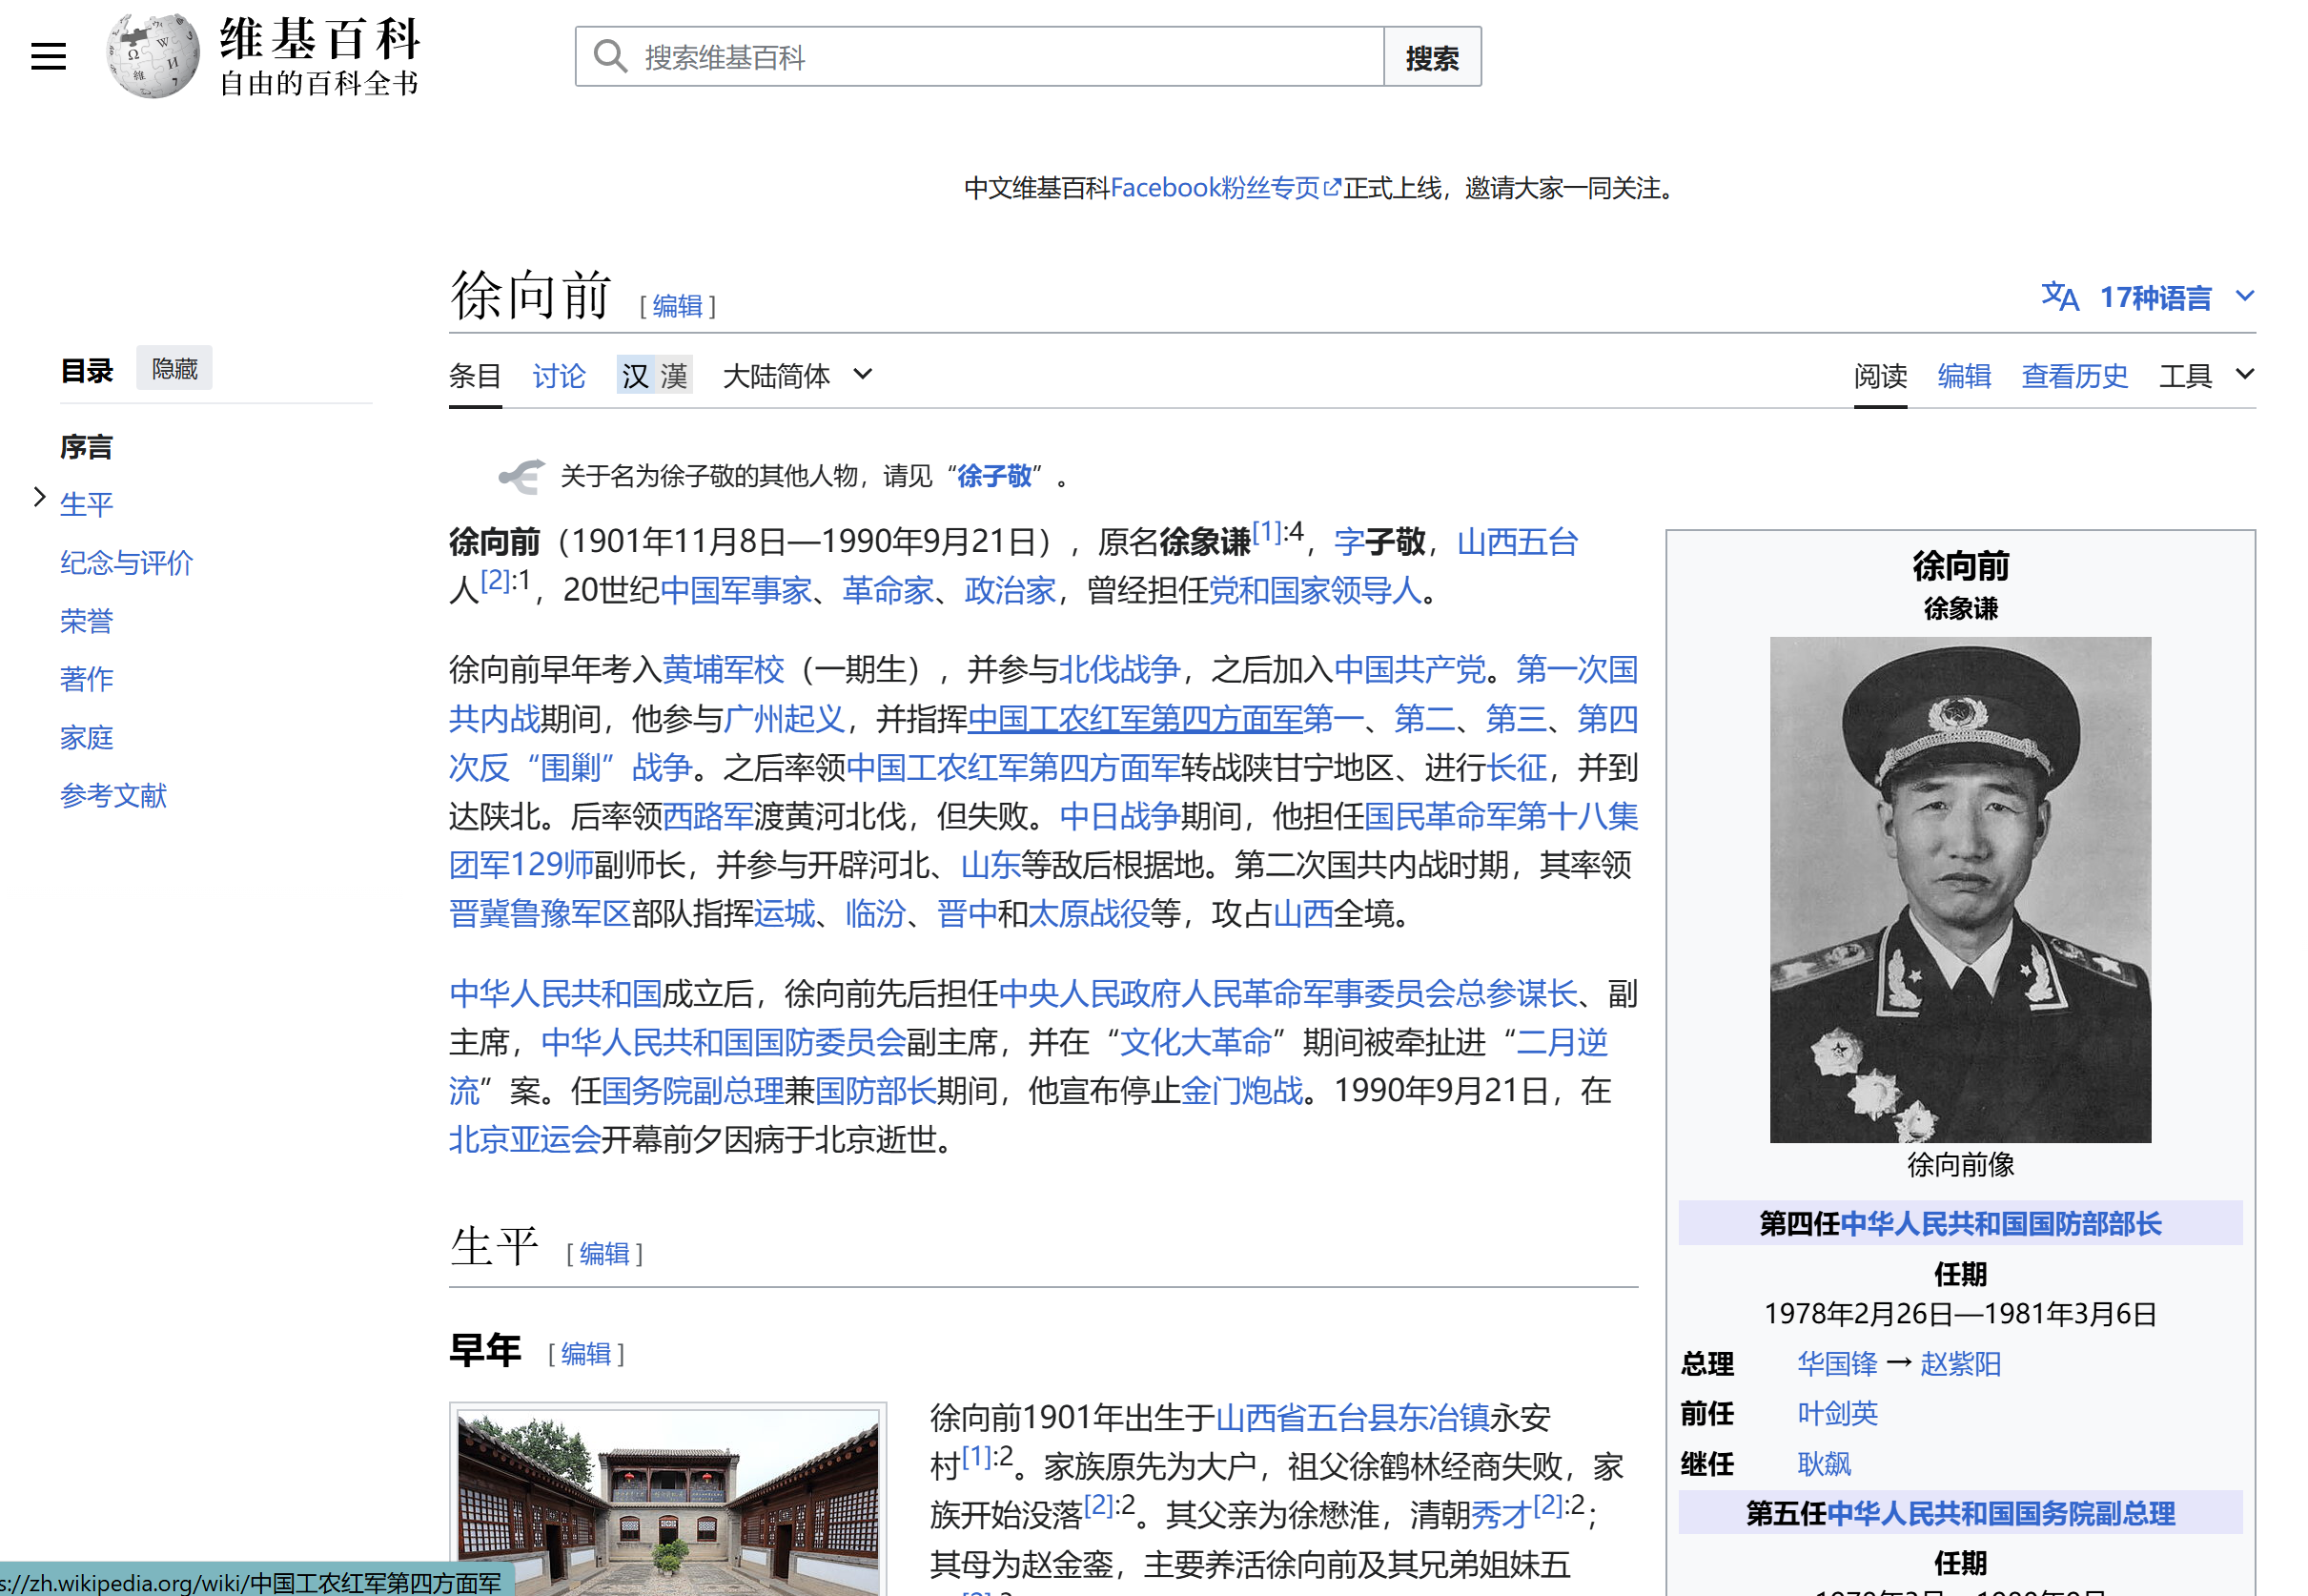 维基百科
自由的百科全书
搜索维基百科
搜索
中文维基百科Facebook粉丝专页正式上线，邀请大家一同关注。
徐向前 [编辑]
17种语言
目录 隐藏
序言
生平
纪念与评价
荣誉
著作
家庭
参考文献
条目 讨论 汉 漢 大陆简体
阅读 编辑 查看历史 工具
关于名为徐子敬的其他人物，请见“徐子敬”。
徐向前（1901年11月8日—1990年9月21日），原名徐象谦[1]:4，字子敬，山西五台
人[2]:1，20世纪中国军事家、革命家、政治家，曾经担任党和国家领导人。
徐向前早年考入黄埔军校（一期生），并参与北伐战争，之后加入中国共产党。第一次国
共内战期间，他参与广州起义，并指挥中国工农红军第四方面军第一、第二、第三、第四
次反“围剿”战争。之后率领中国工农红军第四方面军转战陕甘宁地区、进行长征，并到
达陕北。后率领西路军渡黄河北伐，但失败。中日战争期间，他担任国民革命军第十八集
团军129师副师长，并参与开辟河北、山东等敌后根据地。第二次国共内战时期，其率领
晋冀鲁豫军区部队指挥运城、临汾、晋中和太原战役等，攻占山西全境。
中华人民共和国成立后，徐向前先后担任中央人民政府人民革命军事委员会总参谋长、副
主席，中华人民共和国国防委员会副主席，并在“文化大革命”期间被牵扯进“二月逆
流”案。任国务院副总理兼国防部长期间，他宣布停止金门炮战。1990年9月21日，在
北京亚运会开幕前夕因病于北京逝世。
生平 [编辑]
早年 [编辑]
徐向前1901年出生于山西省五台县东冶镇永安
村[1]:2。家族原先为大户，祖父徐鹤林经商失败，家
族开始没落[2]:2。其父亲为徐懋淮，清朝秀才[2]:2；
其母为赵金銮，主要养活徐向前及其兄弟姐妹五
徐向前
徐象谦
徐向前像
第四任中华人民共和国国防部部长
任期
1978年2月26日—1981年3月6日
总理 华国锋 → 赵紫阳
前任 叶剑英
继任 耿飚
第五任中华人民共和国国务院副总理
任期
s://zh.wikipedia.org/wiki/中国工农红军第四方面军